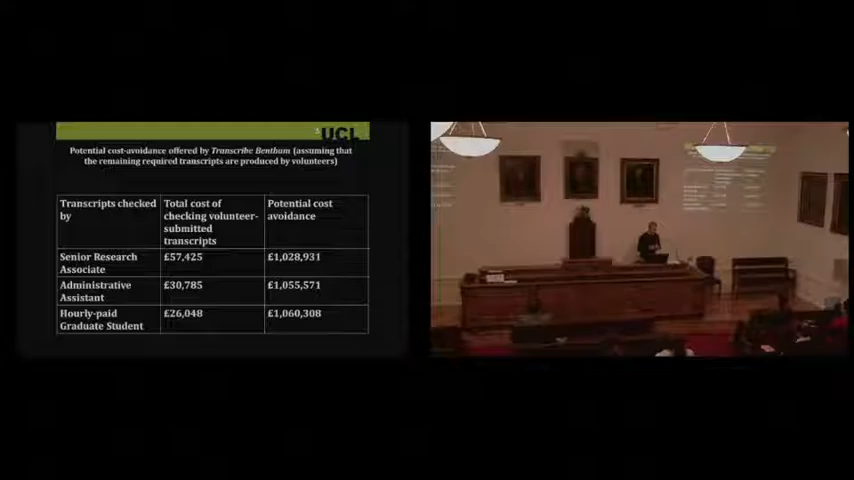 UCL
Potential cost-avoidance offered by Transcribe Bentham (assuming that
the remaining required transcripts are produced by volunteers)
Transcripts checked by
Total cost of checking volunteer-submitted transcripts
Potential cost avoidance
Senior Research Associate
£57,425
£1,028,931
Administrative Assistant
£30,785
£1,055,571
Hourly-paid Graduate Student
£26,048
£1,060,308